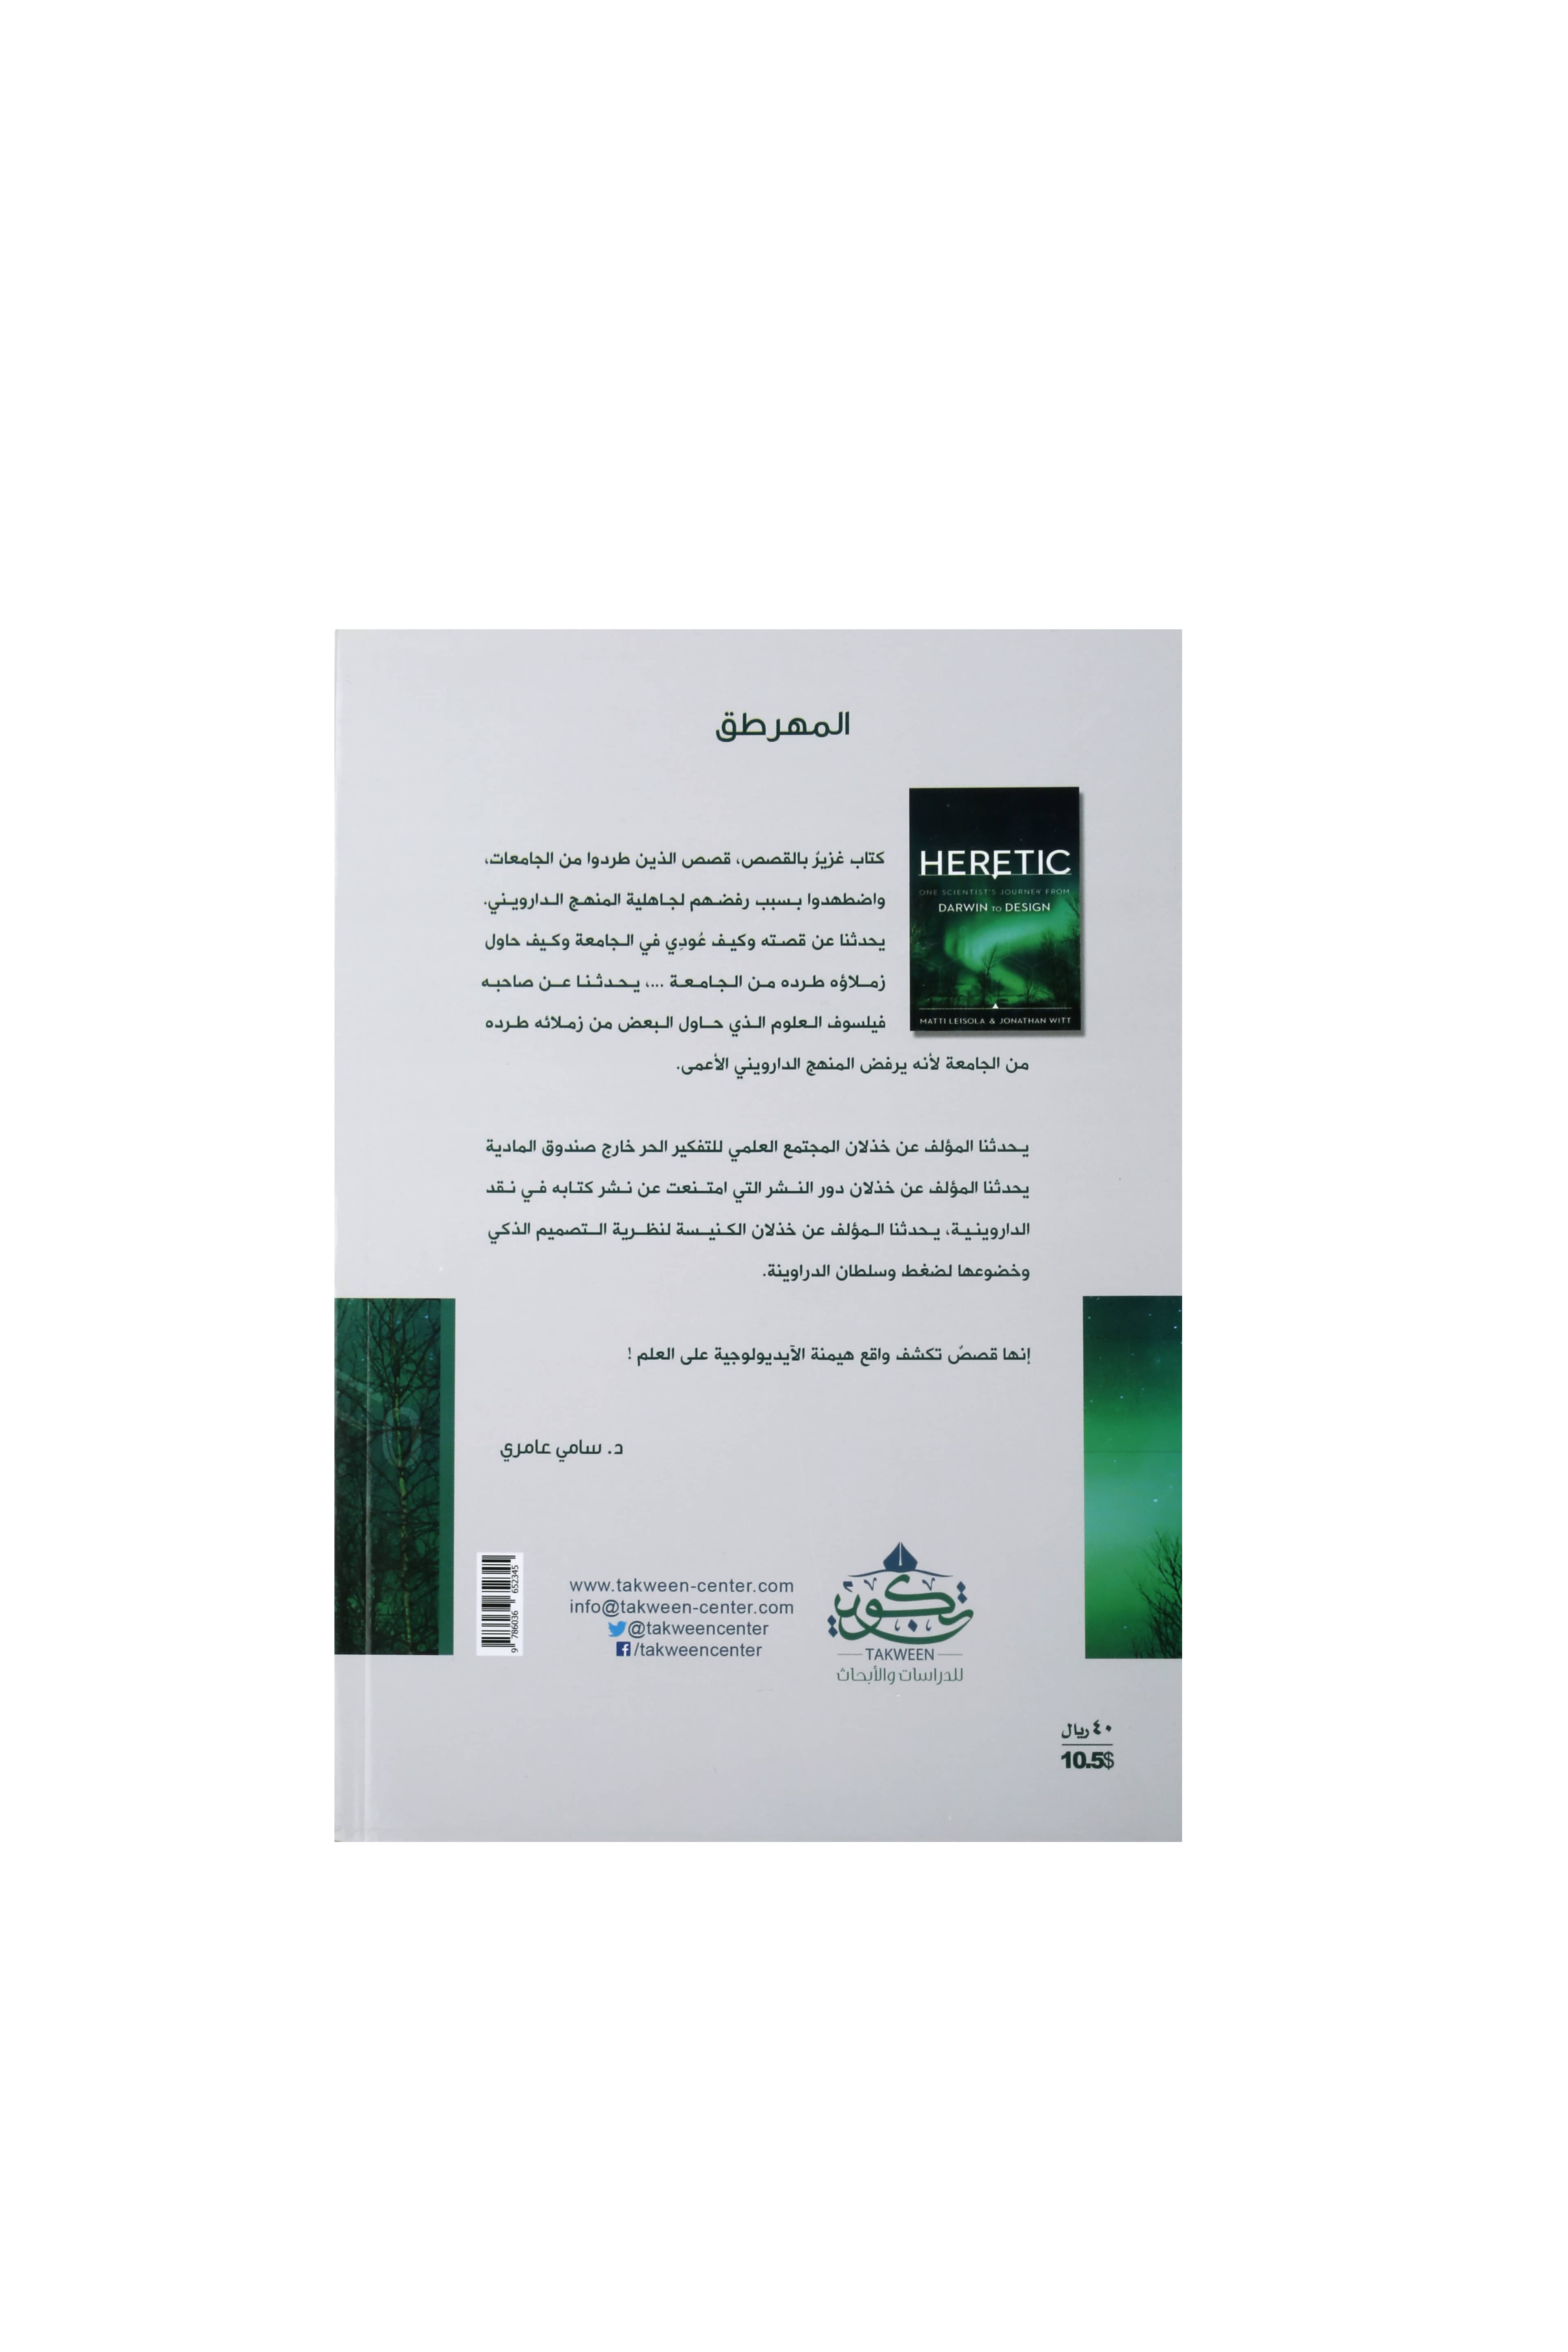 المهرطق
HERETIC
ONE SCIENTIST'S JOURNEY FROM
DARWIN TO DESIGN
MATTI LEISOLA & JONATHAN WITT
كتاب غزيرٌ بالقصص، قصص الذين طردوا من الجامعات،
واضطهدوا بسبب رفضهم لجاهلية المنهج الدارويني.
يحدثنا عن قصته وكيف عُودِي في الجامعة وكيف حاول
زملاؤه طرده من الجامعة ...، يحدثنا عن صاحبه
فيلسوف العلوم الذي حاول البعض من زملائه طرده
من الجامعة لأنه يرفض المنهج الدارويني الأعمى.
يحدثنا المؤلف عن خذلان المجتمع العلمي للتفكير الحر خارج صندوق المادية
يحدثنا المؤلف عن خذلان دور النشر التي امتنعت عن نشر كتابه في نقد
الداروينية، يحدثنا المؤلف عن خذلان الكنيسة لنظرية التصميم الذكي
وخضوعها لضغط وسلطان الدراوينة.
إنها قصصٌ تكشف واقع هيمنة الآيديولوجية على العلم !
د. سامي عامري
تكوين
TAKWEEN
للدراسات والأبحاث
www.takween-center.com
info@takween-center.com
@takweencenter
/takweencenter
9 786036 652345
٤٠ ريال
10.5$